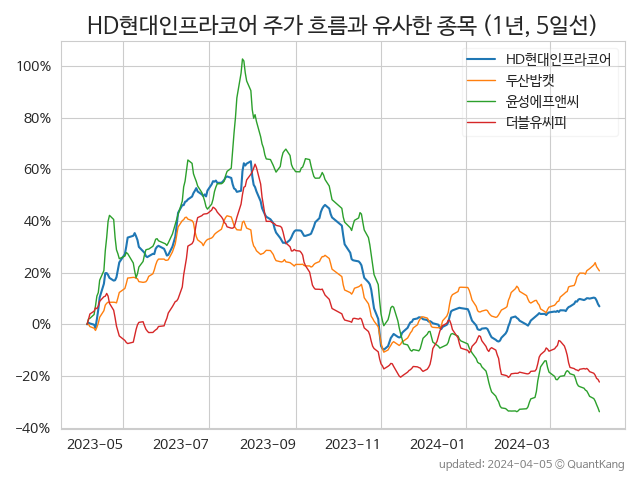 HD현대인프라코어 주가 흐름과 유사한 종목 (1년, 5일선)
HD현대인프라코어
두산밥캣
윤성에프앤씨
더블유씨피
100%
80%
60%
40%
20%
0%
−20%
−40%
2023-05 2023-07 2023-09 2023-11 2024-01 2024-03
updated: 2024-04-05 © QuantKang